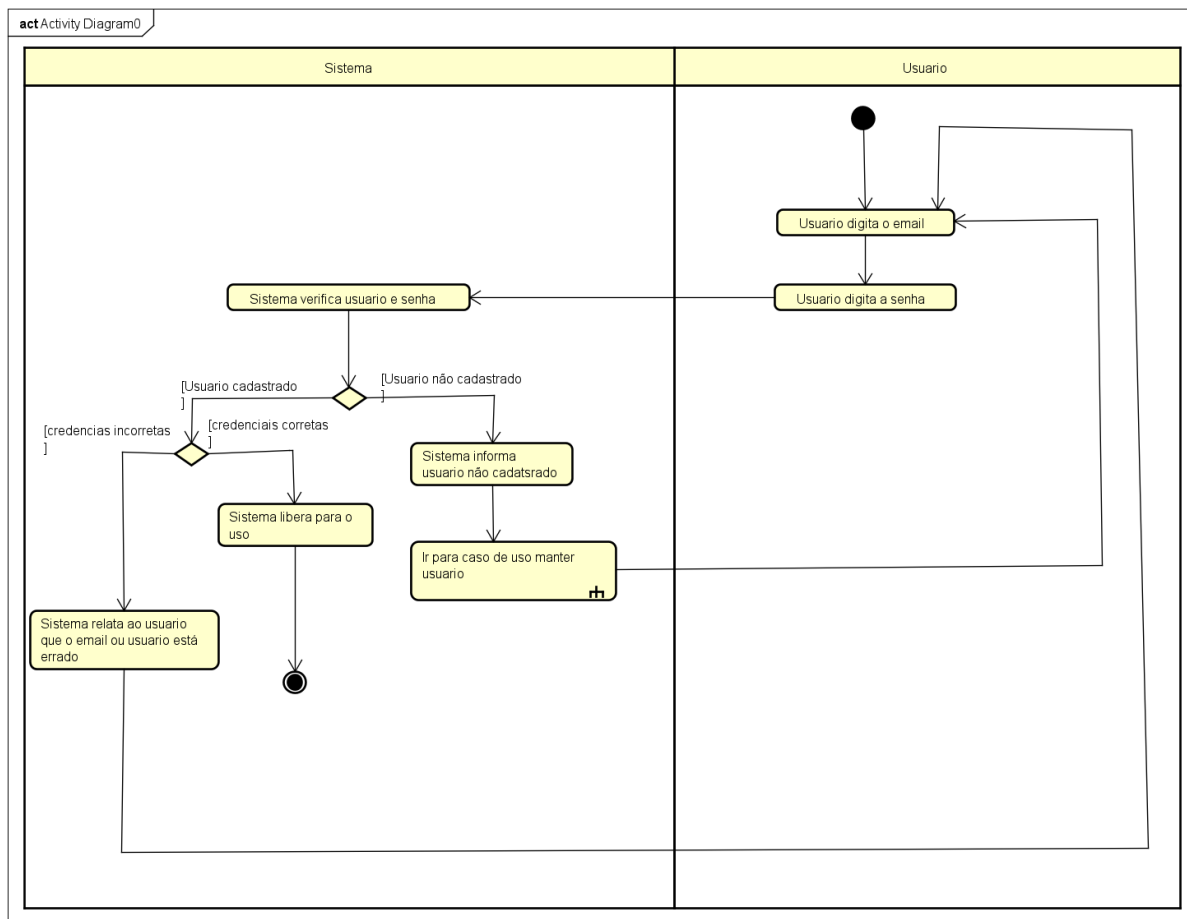 act Activity Diagram0
Sistema
Usuario
Usuario digita o email
Sistema verifica usuario e senha
Usuario digita a senha
[Usuario cadastrado
]
[Usuario não cadastrado
]
[credencias incorretas
]
[credenciais corretas
]
Sistema informa
usuario não cadatsrado
Sistema libera para o
uso
Ir para caso de uso manter
usuario
Sistema relata ao usuario
que o email ou usuario está
errado